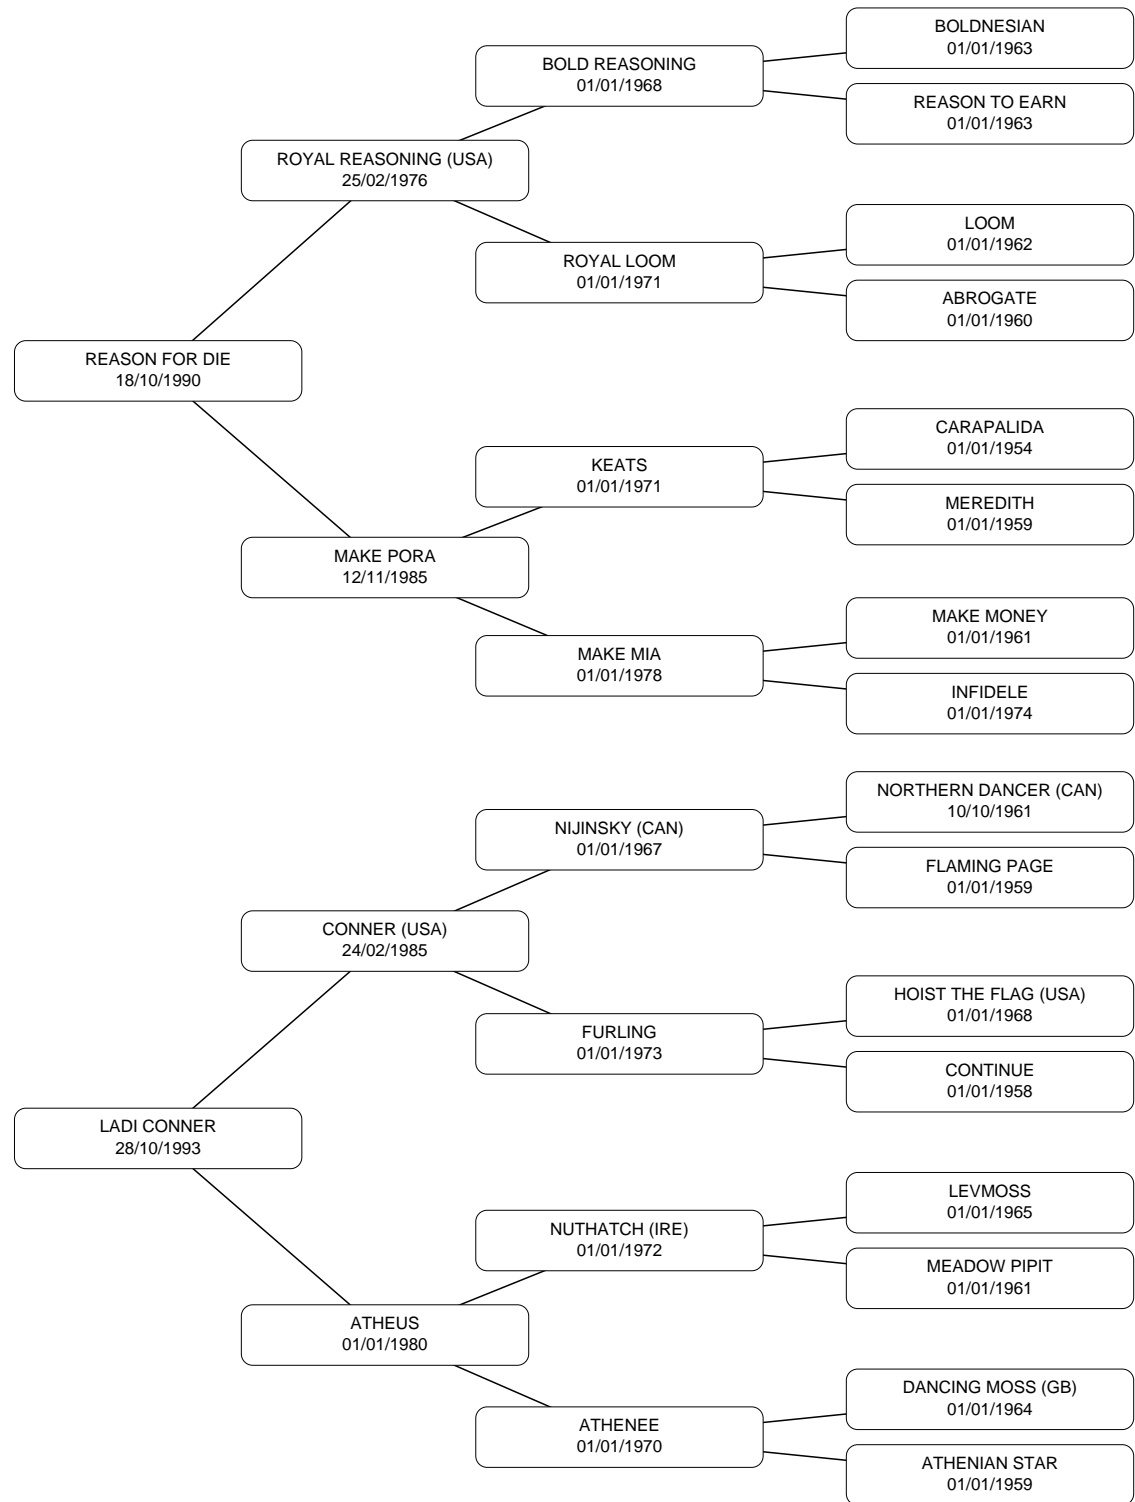 BOLDNESIAN
01/01/1963
BOLD REASONING
01/01/1968
REASON TO EARN
01/01/1963
ROYAL REASONING (USA)
25/02/1976
LOOM
01/01/1962
ROYAL LOOM
01/01/1971
ABROGATE
01/01/1960
REASON FOR DIE
18/10/1990
CARAPALIDA
01/01/1954
KEATS
01/01/1971
MEREDITH
01/01/1959
MAKE PORA
12/11/1985
MAKE MONEY
01/01/1961
MAKE MIA
01/01/1978
INFIDELE
01/01/1974
NORTHERN DANCER (CAN)
10/10/1961
NIJINSKY (CAN)
01/01/1967
FLAMING PAGE
01/01/1959
CONNER (USA)
24/02/1985
HOIST THE FLAG (USA)
01/01/1968
FURLING
01/01/1973
CONTINUE
01/01/1958
LADI CONNER
28/10/1993
LEVMOSS
01/01/1965
NUTHATCH (IRE)
01/01/1972
MEADOW PIPIT
01/01/1961
ATHEUS
01/01/1980
DANCING MOSS (GB)
01/01/1964
ATHENEE
01/01/1970
ATHENIAN STAR
01/01/1959